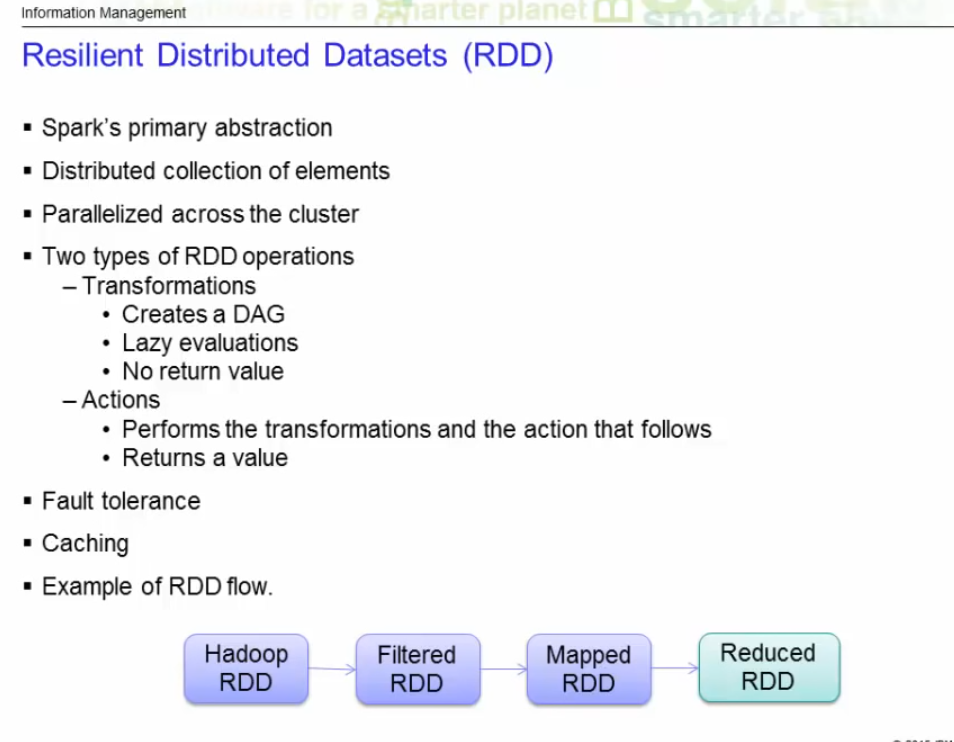 Information Management
software for a smarter planet
smarter
Resilient Distributed Datasets (RDD)
▪ Spark's primary abstraction
▪ Distributed collection of elements
▪ Parallelized across the cluster
▪ Two types of RDD operations
– Transformations
• Creates a DAG
• Lazy evaluations
• No return value
– Actions
• Performs the transformations and the action that follows
• Returns a value
▪ Fault tolerance
▪ Caching
▪ Example of RDD flow.
Hadoop
RDD
Filtered
RDD
Mapped
RDD
Reduced
RDD